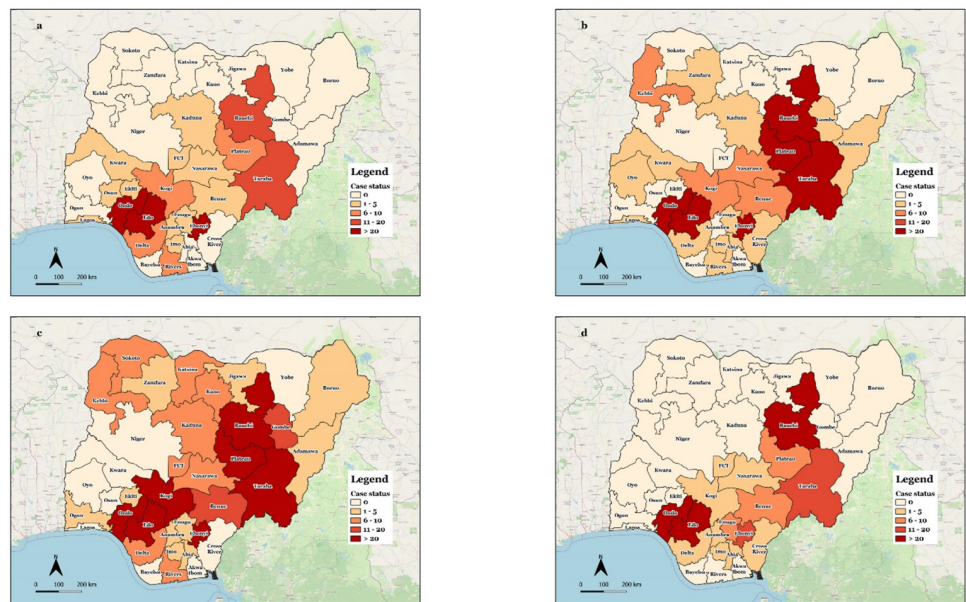 a
Sokoto
Katsina
Jigawa
Yobe
Borno
Zamfara
Kano
Kebbi
Kaduna
Bauchi
Gombe
Niger
Adamawa
Plateau
FCT
Kwara
Nasarawa
Taraba
Oyo
Ekiti
Kogi
Osun
Benue
Ogun
Ondo
Edo
Enugu
Ebonyi
Lagos
Anambra
Cross
River
Delta
Imo
Abia
Akwa
Ibom
Bayelsa
Rivers
Legend
Case status
0
1 - 5
6 - 10
11 - 20
> 20
N
0 100 200 km
b
Sokoto
Katsina
Jigawa
Yobe
Borno
Zamfara
Kano
Kebbi
Kaduna
Bauchi
Gombe
Niger
Adamawa
Plateau
FCT
Kwara
Nasarawa
Taraba
Oyo
Ekiti
Kogi
Osun
Benue
Ogun
Ondo
Edo
Enugu
Ebonyi
Lagos
Anambra
Cross
River
Delta
Imo
Abia
Akwa
Ibom
Bayelsa
Rivers
Legend
Case status
0
1 - 5
6 - 10
11 - 20
> 20
N
0 100 200 km
c
Sokoto
Katsina
Jigawa
Yobe
Borno
Zamfara
Kano
Kebbi
Kaduna
Bauchi
Gombe
Niger
Adamawa
Plateau
FCT
Kwara
Nasarawa
Taraba
Oyo
Ekiti
Kogi
Osun
Benue
Ogun
Ondo
Edo
Enugu
Ebonyi
Lagos
Cross
River
Delta
Imo
Abia
Akwa
Ibom
Bayelsa
Rivers
Legend
Case status
0
1 - 5
6 - 10
11 - 20
> 20
N
0 100 200 km
d
Sokoto
Katsina
Jigawa
Yobe
Borno
Zamfara
Kano
Kebbi
Kaduna
Bauchi
Gombe
Niger
Adamawa
Plateau
FCT
Kwara
Nasarawa
Taraba
Oyo
Ekiti
Kogi
Osun
Benue
Ogun
Ondo
Edo
Enugu
Ebonyi
Lagos
Anambra
Cross
River
Delta
Imo
Abia
Akwa
Ibom
Bayelsa
Rivers
Legend
Case status
0
1 - 5
6 - 10
11 - 20
> 20
N
0 100 200 km